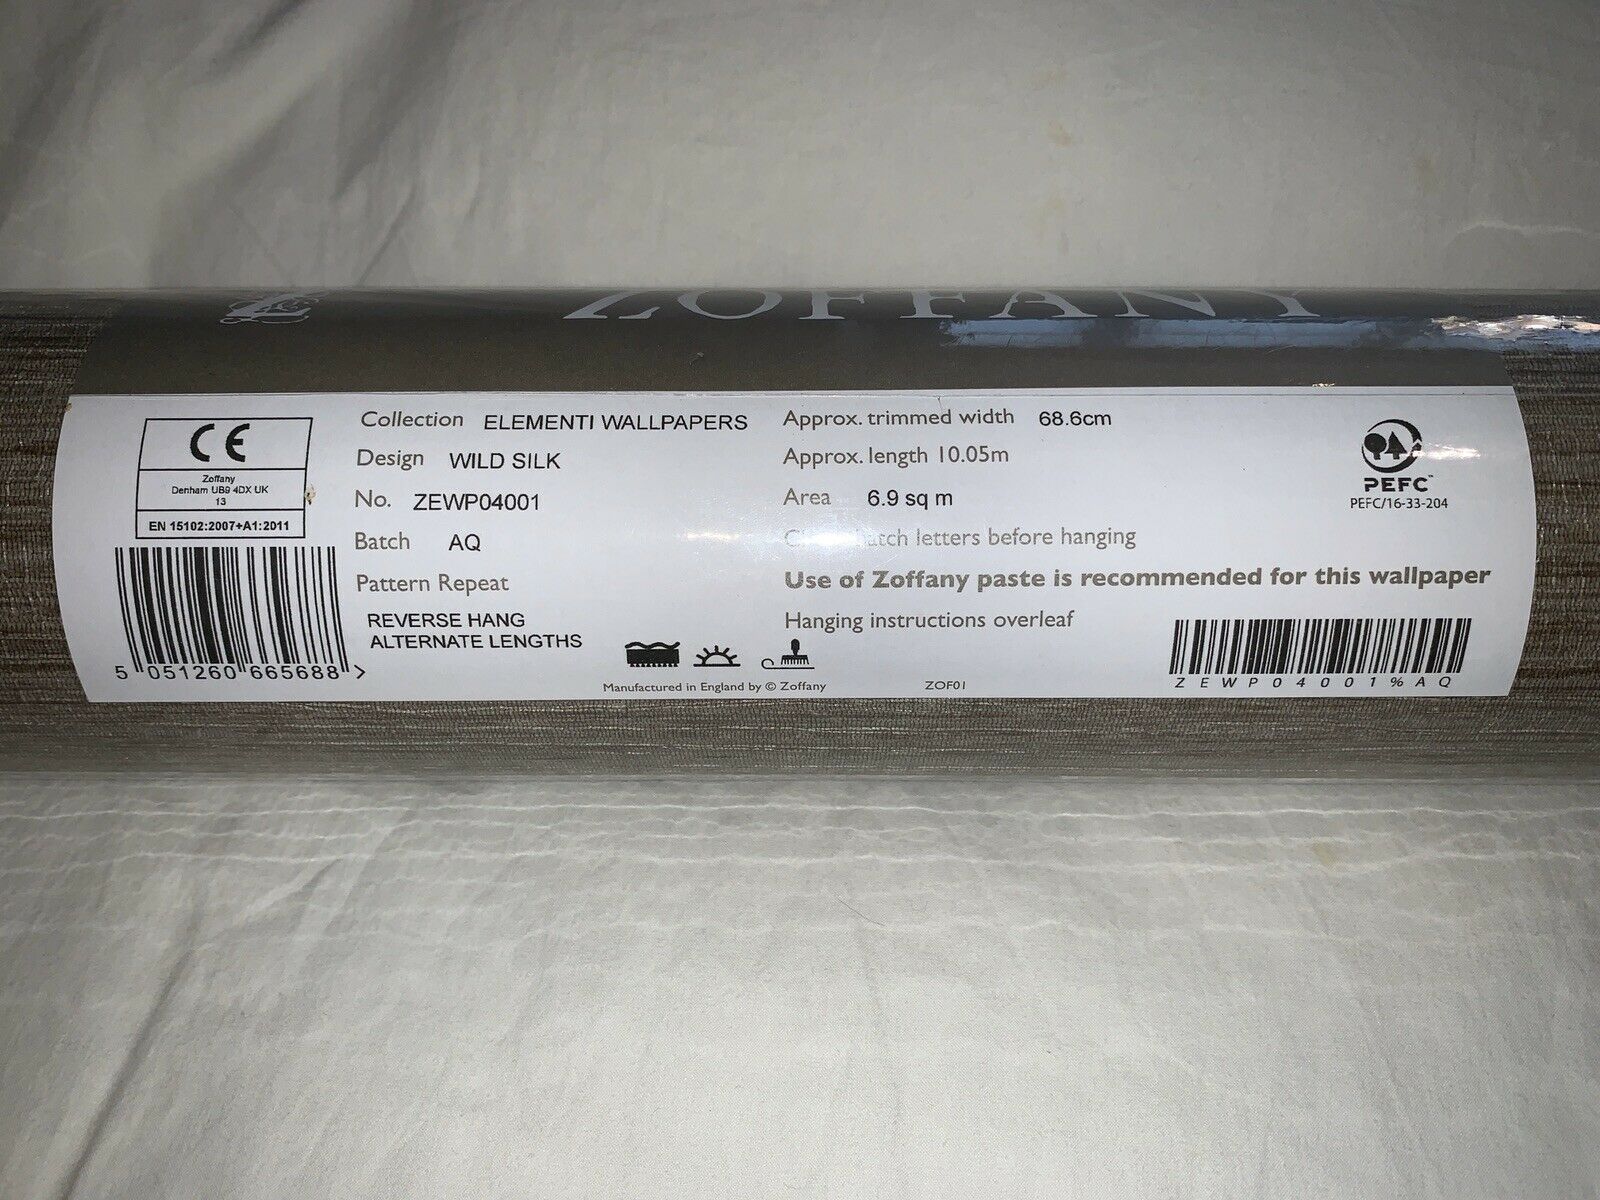 ZOFFANY
CE
Zoffany
Denham UB9 4DX UK
13
EN 15102:2007+A1:2011
5 051260 665688 >
Collection ELEMENTI WALLPAPERS
Design WILD SILK
No. ZEWP04001
Batch AQ
Pattern Repeat
REVERSE HANG
ALTERNATE LENGTHS
Approx. trimmed width 68.6cm
Approx. length 10.05m
Area 6.9 sq m
letters before hanging
Use of Zoffany paste is recommended for this wallpaper
Hanging instructions overleaf
Manufactured in England by © Zoffany ZOF01
PEFC™
PEFC/16-33-204
ZEWP04001%AQ